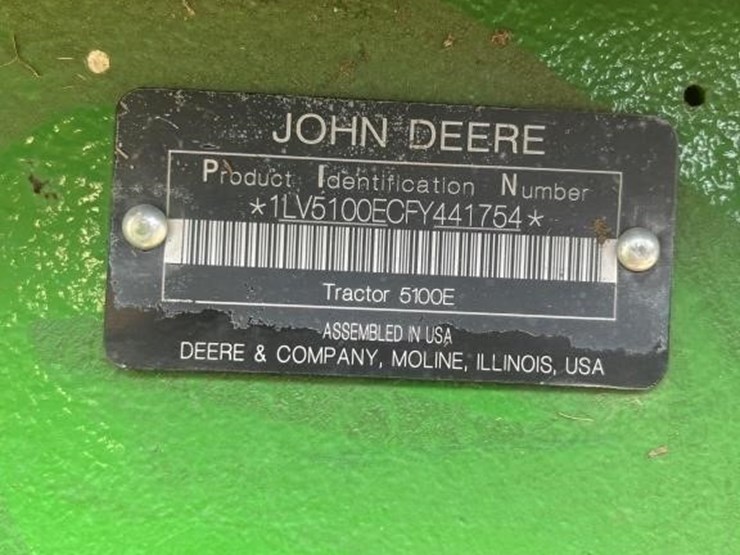 JOHN DEERE
Product Identification Number
*1LV5100ECFY441754*
Tractor 5100E
ASSEMBLED IN USA
DEERE & COMPANY, MOLINE, ILLINOIS, USA